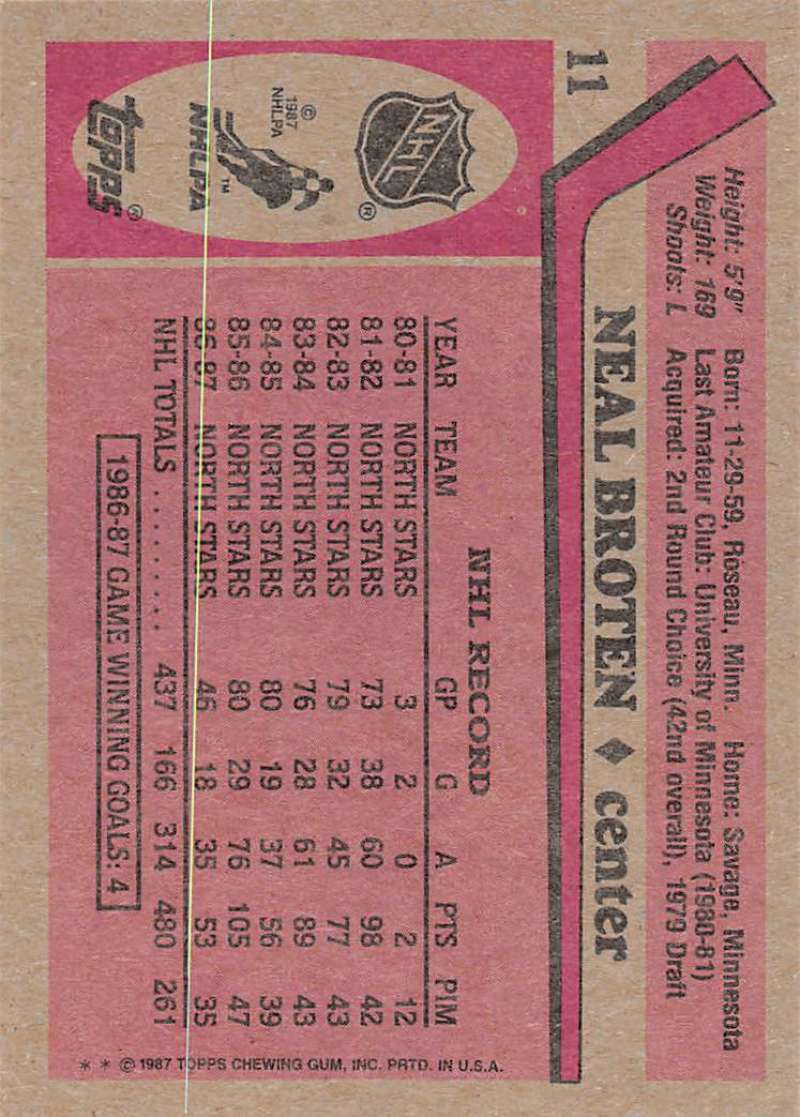 11
Height: 5'9" Born: 11-29-59, Roseau, Minn. Home: Savage, Minnesota
Weight: 169 Last Amateur Club: University of Minnesota (1980-81)
Shoots: L Acquired: 2nd Round Choice (42nd overall), 1979 Draft
NEAL BROTEN ♦ center
NHL
®
© 1987
NHLPA
NHLPA
TM
TOPPS®
NHL RECORD
YEAR TEAM GP G A PTS PIM
80-81 NORTH STARS 3 2 0 2 12
81-82 NORTH STARS 73 38 60 98 42
82-83 NORTH STARS 79 32 45 77 43
83-84 NORTH STARS 76 28 61 89 43
84-85 NORTH STARS 80 19 37 56 39
85-86 NORTH STARS 80 29 76 105 47
86-87 NORTH STARS 46 18 35 53 35
NHL TOTALS .......... 437 166 314 480 261
1986-87 GAME WINNING GOALS: 4
* * © 1987 TOPPS CHEWING GUM, INC. PRTD. IN U.S.A.